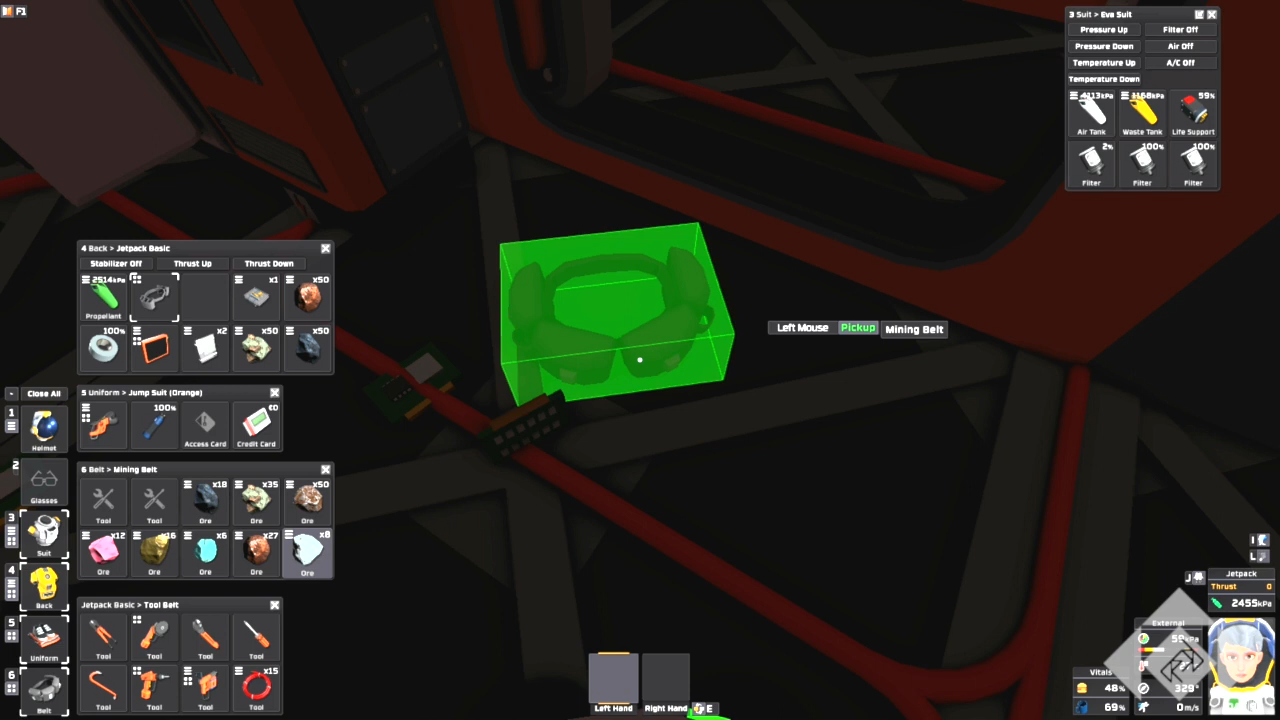 F1
3 Suit > Eva Suit
Pressure Up
Filter Off
Pressure Down
Air Off
Temperature Up
A/C Off
Temperature Down
4113kPa
1168kPa
59%
Air Tank
Waste Tank
Life Support
2%
100%
100%
Filter
Filter
Filter
4 Back > Jetpack Basic
Stabilizer Off
Thrust Up
Thrust Down
2514kPa
x1
x50
Propellant
100%
x2
x50
x50
5 Uniform > Jump Suit (Orange)
100%
€0
Access Card
Credit Card
6 Belt > Mining Belt
x18
x35
x50
Tool
Tool
Ore
Ore
Ore
x12
x16
x6
x27
x8
Ore
Ore
Ore
Ore
Ore
Jetpack Basic > Tool Belt
Tool
Tool
Tool
Tool
x15
Tool
Tool
Tool
Tool
- Close All
1
Helmet
2
Glasses
3
Suit
4
Back
5
Uniform
6
Belt
Left Mouse Pickup Mining Belt
Left Hand
Right Hand
E
I
L
J
Jetpack
Thrust 0
2455kPa
External
Vitals
48%
329°
69%
0m/s